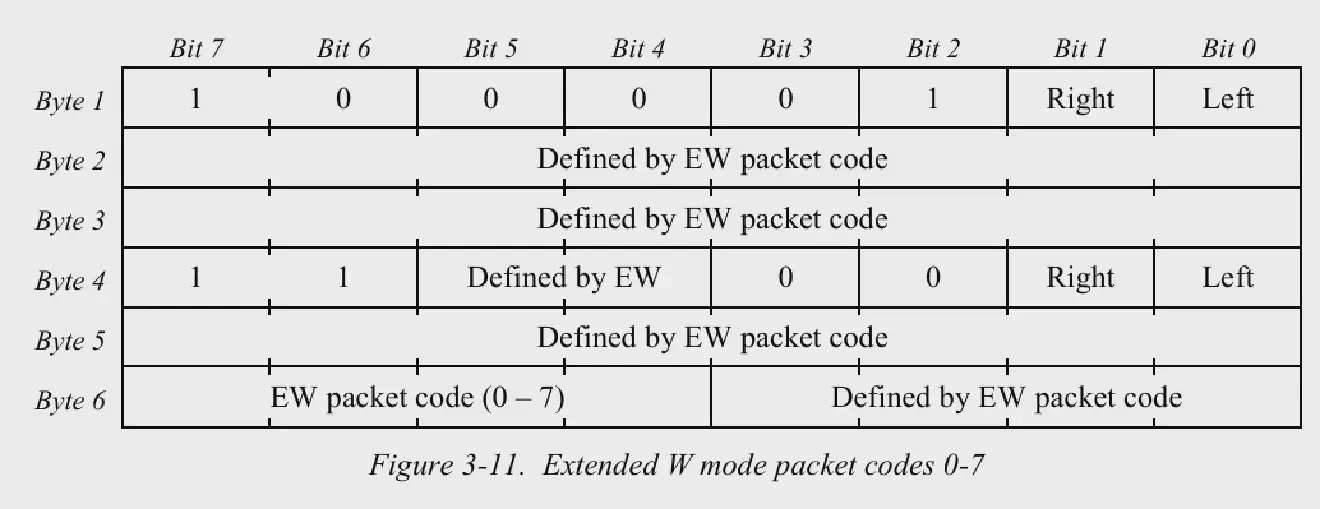 Bit 7 Bit 6 Bit 5 Bit 4 Bit 3 Bit 2 Bit 1 Bit 0
Byte 1 1 0 0 0 0 1 Right Left
Byte 2 Defined by EW packet code
Byte 3 Defined by EW packet code
Byte 4 1 1 Defined by EW 0 0 Right Left
Byte 5 Defined by EW packet code
Byte 6 EW packet code (0 – 7) Defined by EW packet code
Figure 3-11. Extended W mode packet codes 0-7